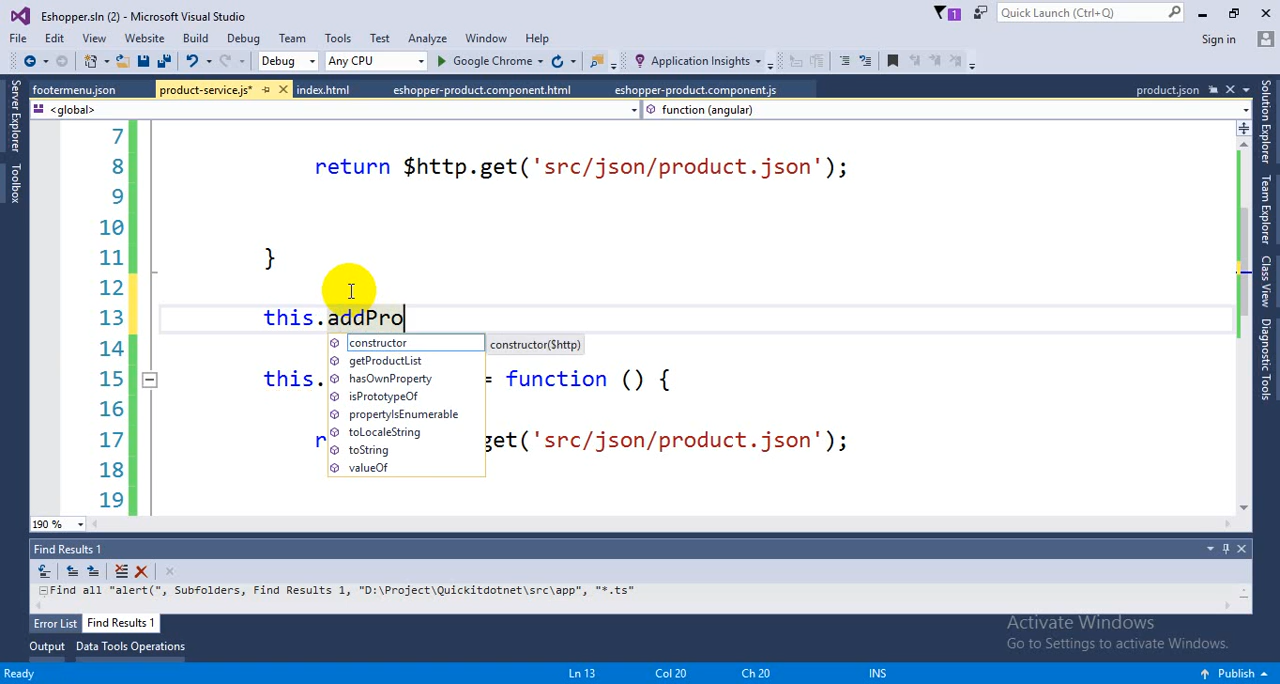 Eshopper.sln (2) - Microsoft Visual Studio
1
Quick Launch (Ctrl+Q)
File Edit View Website Build Debug Team Tools Test Analyze Window Help
Sign in
Debug Any CPU Google Chrome Application Insights
footermenu.json product-service.js* index.html eshopper-product.component.html eshopper-product.component.js product.json
<global> function (angular)
Server Explorer
Toolbox
Solution Explorer
Team Explorer
Class View
Diagnostic Tools
7
8 return $http.get('src/json/product.json');
9
10
11 }
12
13 this.addPro
constructor constructor($http)
getProductList
hasOwnProperty
isPrototypeOf
propertyIsEnumerable
toLocaleString
toString
valueOf
14
15 this. = function () {
16
17 r get('src/json/product.json');
18
19
190 %
Find Results 1
Find all "alert(", Subfolders, Find Results 1, "D:\Project\Quickitdotnet\src\app", "*.ts"
Error List Find Results 1
Output Data Tools Operations
Activate Windows
Go to Settings to activate Windows.
Ready Ln 13 Col 20 Ch 20 INS Publish